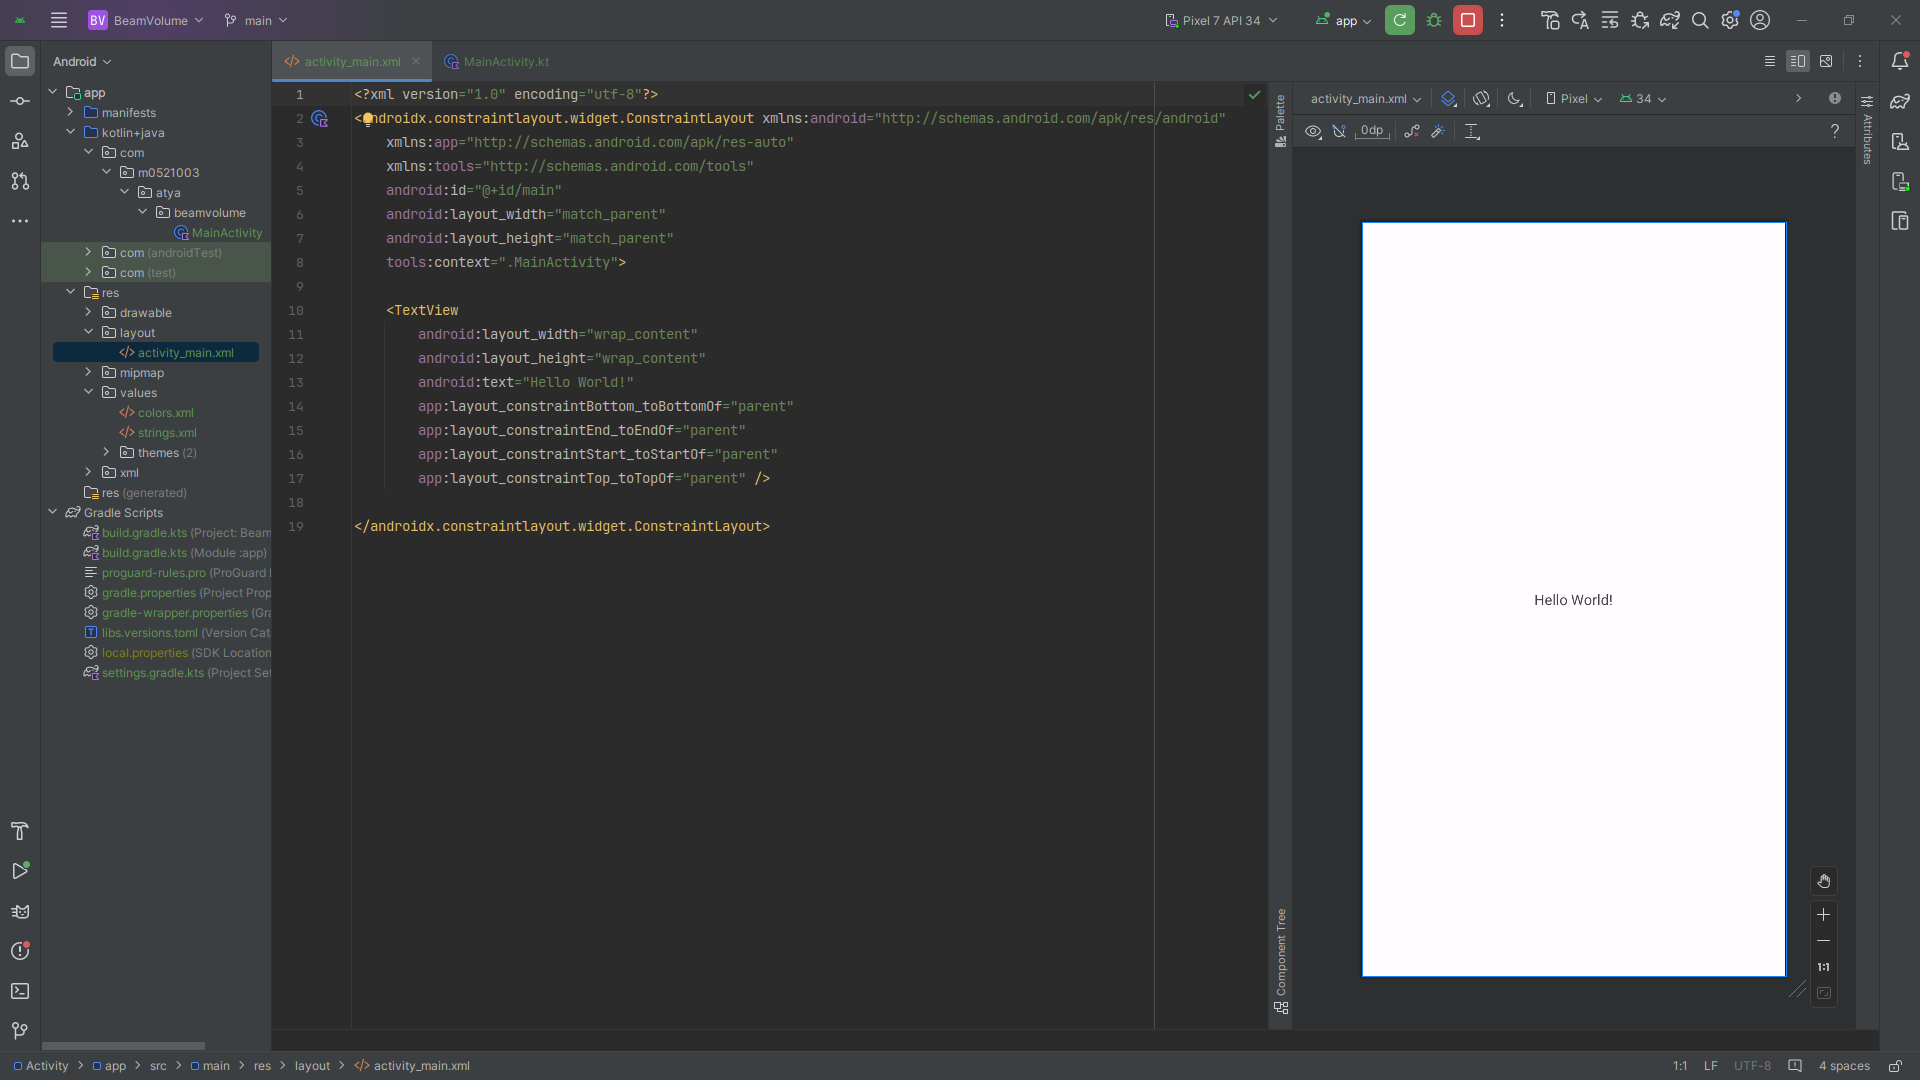 BV BeamVolume main Pixel 7 API 34 app
Android
activity_main.xml MainActivity.kt
app
manifests
kotlin+java
com
m0521003
atya
beamvolume
MainActivity
com (androidTest)
com (test)
res
drawable
layout
activity_main.xml
mipmap
values
colors.xml
strings.xml
themes (2)
xml
res (generated)
Gradle Scripts
build.gradle.kts (Project: Beam
build.gradle.kts (Module :app)
proguard-rules.pro (ProGuard
gradle.properties (Project Prop
gradle-wrapper.properties (Gra
libs.versions.toml (Version Cat
local.properties (SDK Location
settings.gradle.kts (Project Set
1 <?xml version="1.0" encoding="utf-8"?>
2 <androidx.constraintlayout.widget.ConstraintLayout xmlns:android="http://schemas.android.com/apk/res/android"
3 xmlns:app="http://schemas.android.com/apk/res-auto"
4 xmlns:tools="http://schemas.android.com/tools"
5 android:id="@+id/main"
6 android:layout_width="match_parent"
7 android:layout_height="match_parent"
8 tools:context=".MainActivity">
9
10 <TextView
11 android:layout_width="wrap_content"
12 android:layout_height="wrap_content"
13 android:text="Hello World!"
14 app:layout_constraintBottom_toBottomOf="parent"
15 app:layout_constraintEnd_toEndOf="parent"
16 app:layout_constraintStart_toStartOf="parent"
17 app:layout_constraintTop_toTopOf="parent" />
18
19 </androidx.constraintlayout.widget.ConstraintLayout>
Palette
Component Tree
activity_main.xml Pixel 34
0dp ?
Attributes
Hello World!
1:1
Activity > app > src > main > res > layout > activity_main.xml
1:1 LF UTF-8 4 spaces